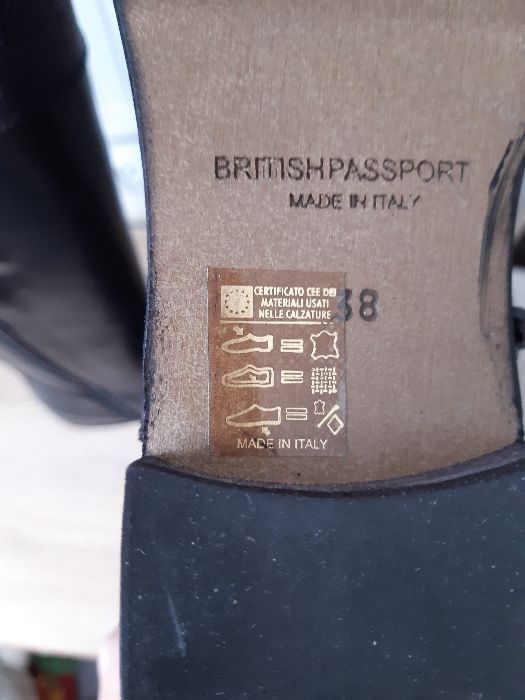 BRITISHPASSPORT
MADE IN ITALY
38
CERTIFICATO CEE DEI
MATERIALI USATI
NELLE CALZATURE
MADE IN ITALY